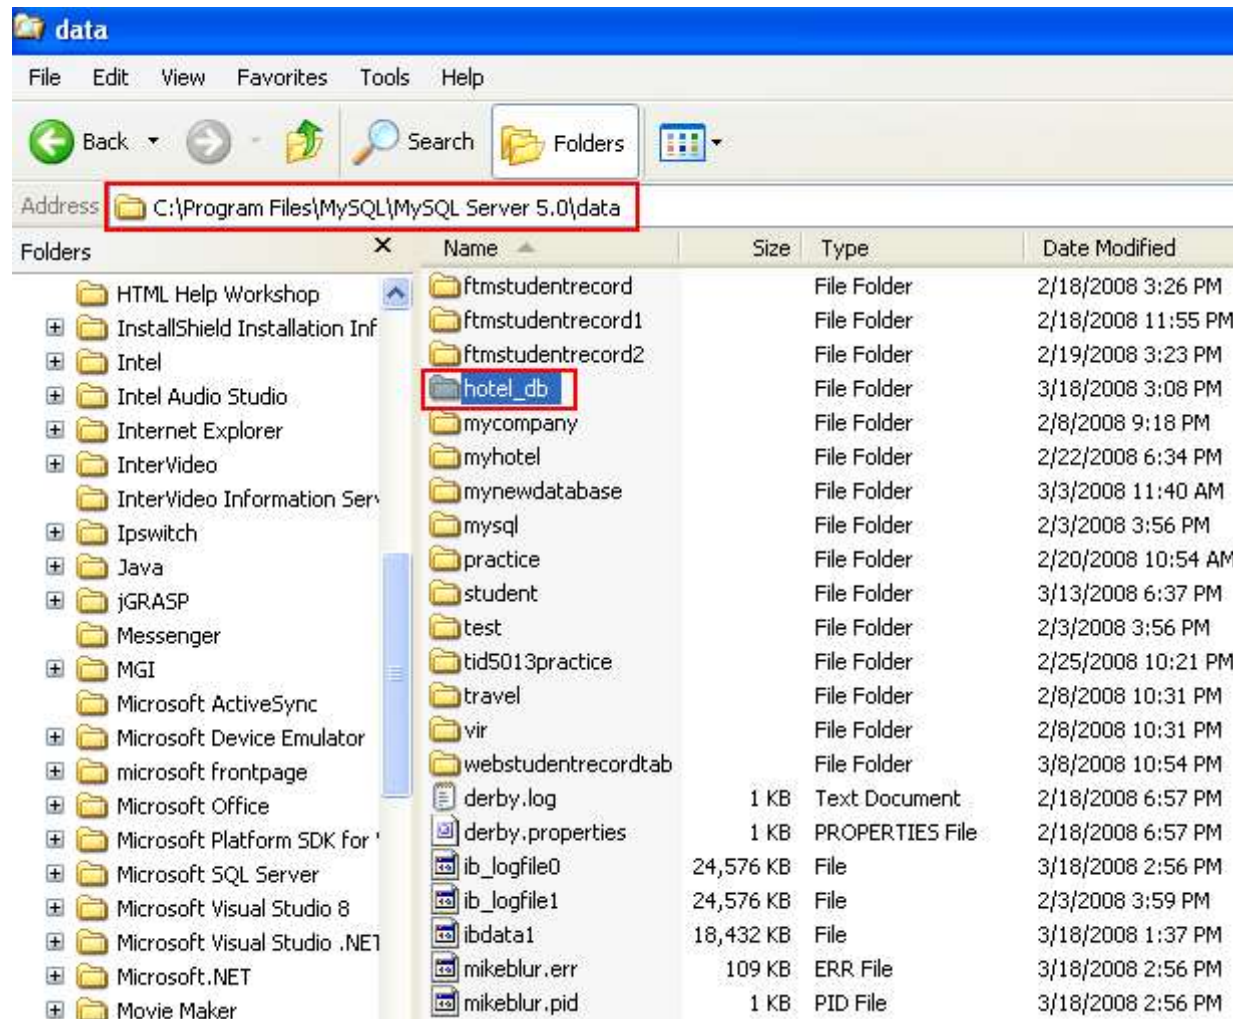 data
File Edit View Favorites Tools Help
Back Search Folders
Address C:\Program Files\MySQL\MySQL Server 5.0\data
Folders Name Size Type Date Modified
HTML Help Workshop ftmstudentrecord File Folder 2/18/2008 3:26 PM
InstallShield Installation Inf ftmstudentrecord1 File Folder 2/18/2008 11:55 PM
Intel ftmstudentrecord2 File Folder 2/19/2008 3:23 PM
Intel Audio Studio hotel_db File Folder 3/18/2008 3:08 PM
Internet Explorer mycompany File Folder 2/8/2008 9:18 PM
InterVideo myhotel File Folder 2/22/2008 6:34 PM
InterVideo Information Serv mynewdatabase File Folder 3/3/2008 11:40 AM
Ipswitch mysql File Folder 2/3/2008 3:56 PM
Java practice File Folder 2/20/2008 10:54 AM
jGRASP student File Folder 3/13/2008 6:37 PM
Messenger test File Folder 2/3/2008 3:56 PM
MGI tid5013practice File Folder 2/25/2008 10:21 PM
Microsoft ActiveSync travel File Folder 2/8/2008 10:31 PM
Microsoft Device Emulator vir File Folder 2/8/2008 10:31 PM
microsoft frontpage webstudentrecordtab File Folder 3/8/2008 10:54 PM
Microsoft Office derby.log 1 KB Text Document 2/18/2008 6:57 PM
Microsoft Platform SDK for derby.properties 1 KB PROPERTIES File 2/18/2008 6:57 PM
Microsoft SQL Server ib_logfile0 24,576 KB File 3/18/2008 2:56 PM
Microsoft Visual Studio 8 ib_logfile1 24,576 KB File 2/3/2008 3:59 PM
Microsoft Visual Studio .NET ibdata1 18,432 KB File 3/18/2008 1:37 PM
Microsoft.NET mikeblur.err 109 KB ERR File 3/18/2008 2:56 PM
Movie Maker mikeblur.pid 1 KB PID File 3/18/2008 2:56 PM